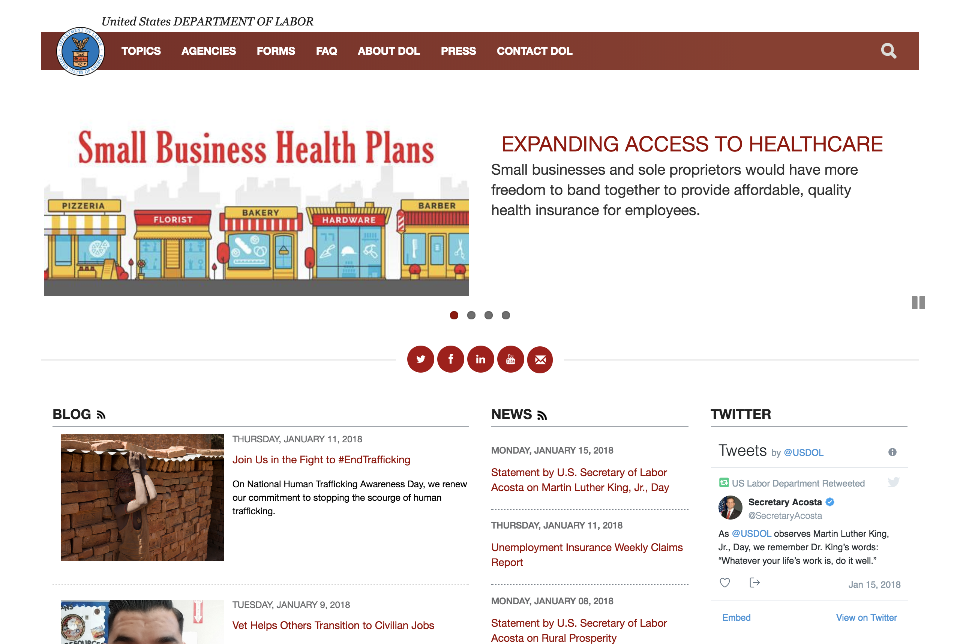 United States DEPARTMENT OF LABOR
TOPICS AGENCIES FORMS FAQ ABOUT DOL PRESS CONTACT DOL
Small Business Health Plans
PIZZERIA
FLORIST
BAKERY
HARDWARE
BARBER
EXPANDING ACCESS TO HEALTHCARE
Small businesses and sole proprietors would have more
freedom to band together to provide affordable, quality
health insurance for employees.
BLOG
THURSDAY, JANUARY 11, 2018
Join Us in the Fight to #EndTrafficking
On National Human Trafficking Awareness Day, we renew
our commitment to stopping the scourge of human
trafficking.
TUESDAY, JANUARY 9, 2018
Vet Helps Others Transition to Civilian Jobs
NEWS
MONDAY, JANUARY 15, 2018
Statement by U.S. Secretary of Labor
Acosta on Martin Luther King, Jr., Day
THURSDAY, JANUARY 11, 2018
Unemployment Insurance Weekly Claims
Report
MONDAY, JANUARY 08, 2018
Statement by U.S. Secretary of Labor
Acosta on Rural Prosperity
TWITTER
Tweets by @USDOL
US Labor Department Retweeted
Secretary Acosta
@SecretaryAcosta
As @USDOL observes Martin Luther King,
Jr., Day, we remember Dr. King's words:
"Whatever your life's work is, do it well."
Jan 15, 2018
Embed View on Twitter